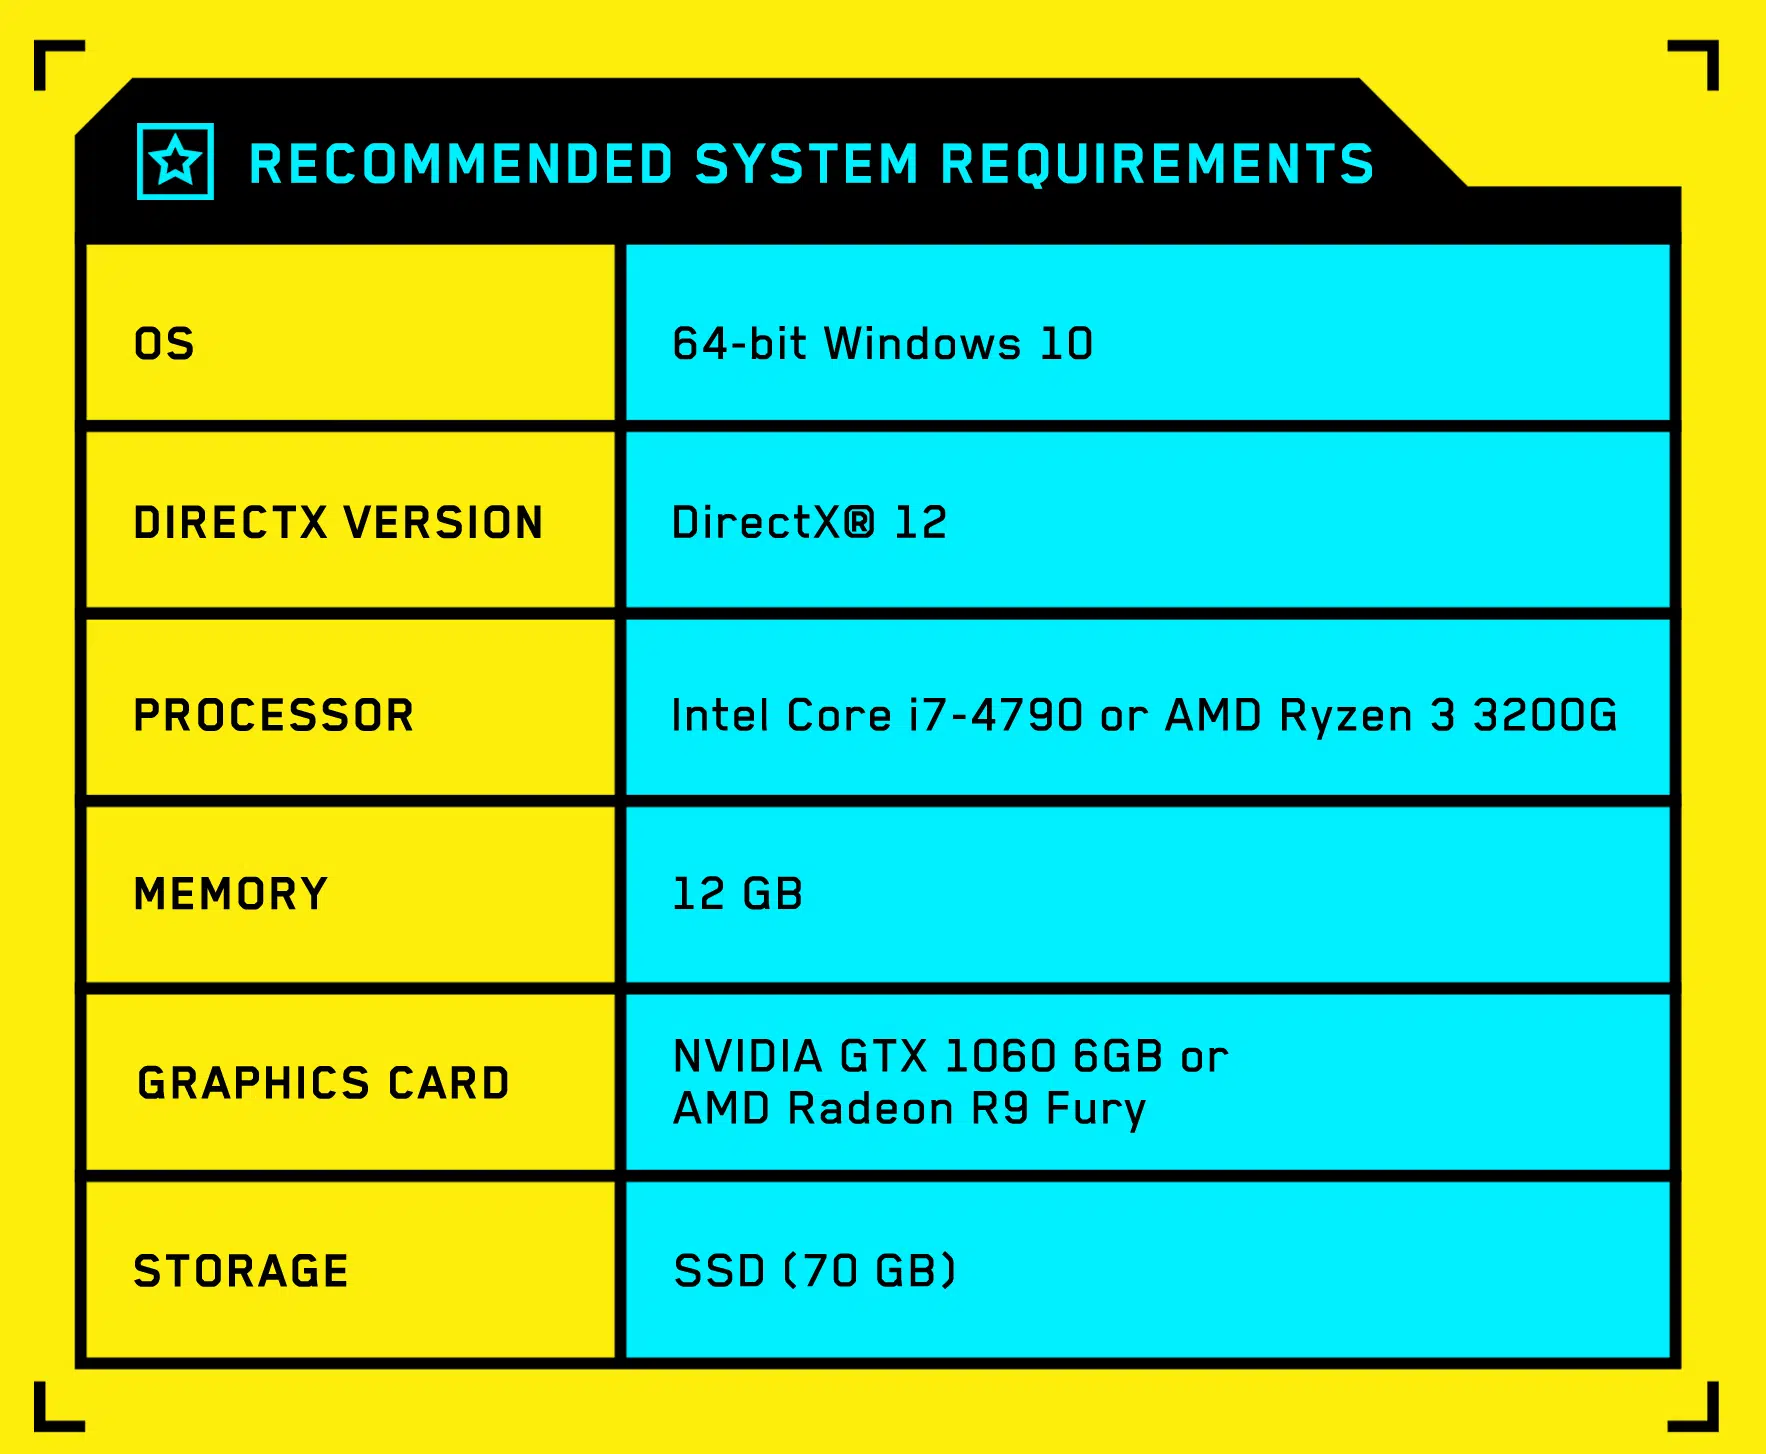 RECOMMENDED SYSTEM REQUIREMENTS
OS
64-bit Windows 10
DIRECTX VERSION
DirectX® 12
PROCESSOR
Intel Core i7-4790 or AMD Ryzen 3 3200G
MEMORY
12 GB
GRAPHICS CARD
NVIDIA GTX 1060 6GB or
AMD Radeon R9 Fury
STORAGE
SSD (70 GB)